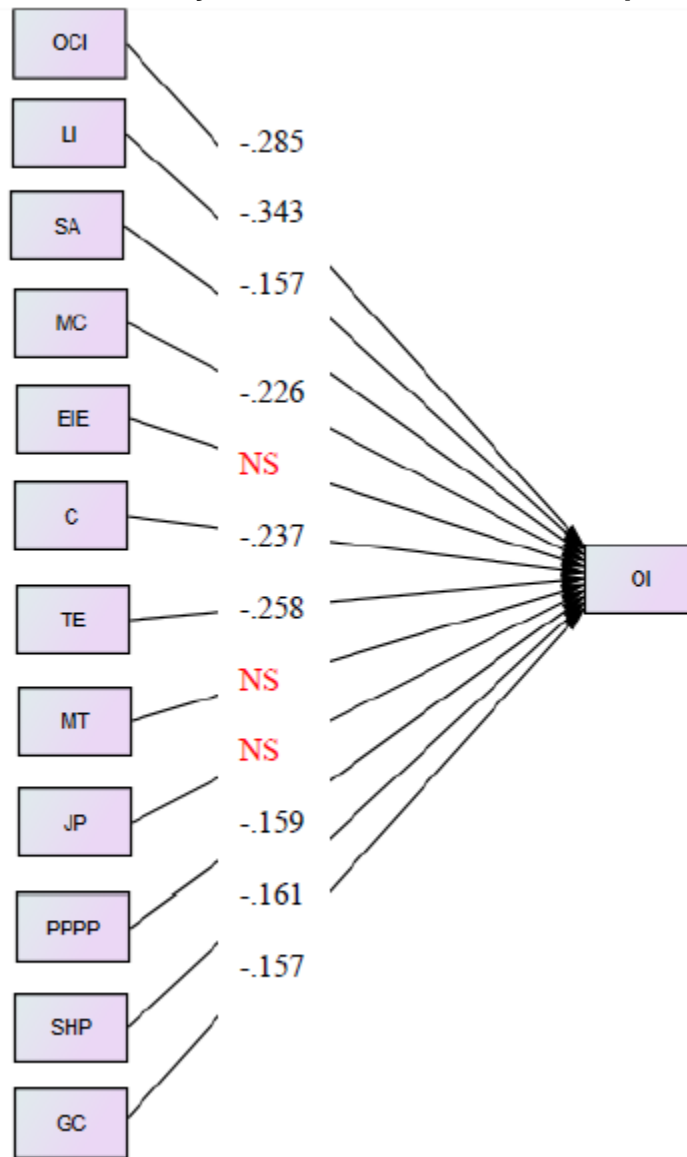 OCI
LI
SA
MC
EIE
C
TE
MT
JP
PPPP
SHP
GC
-.285
-.343
-.157
-.226
NS
-.237
-.258
NS
NS
-.159
-.161
-.157
OI